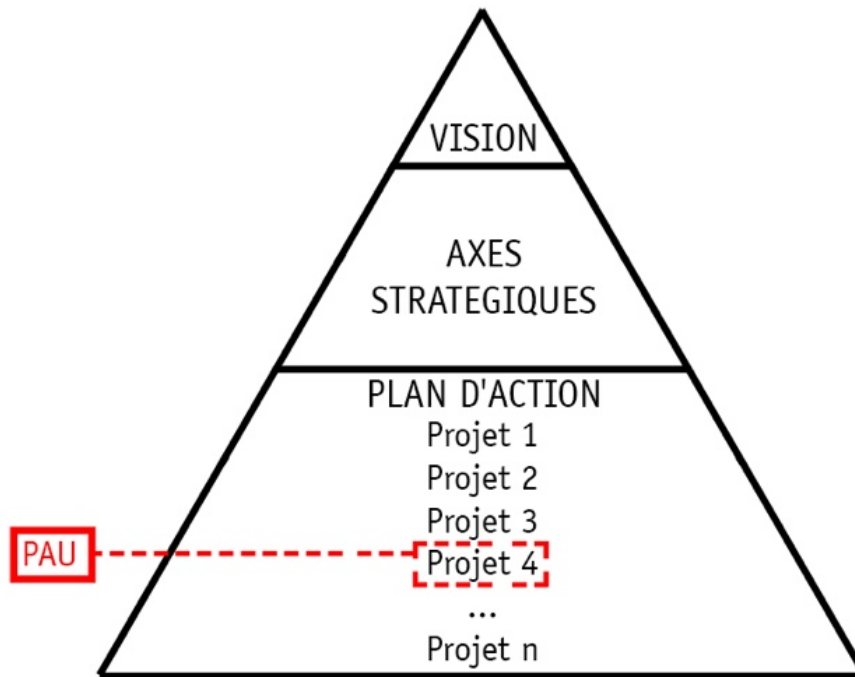 VISION
AXES
STRATEGIQUES
PLAN D'ACTION
Projet 1
Projet 2
Projet 3
PAU
Projet 4
...
Projet n